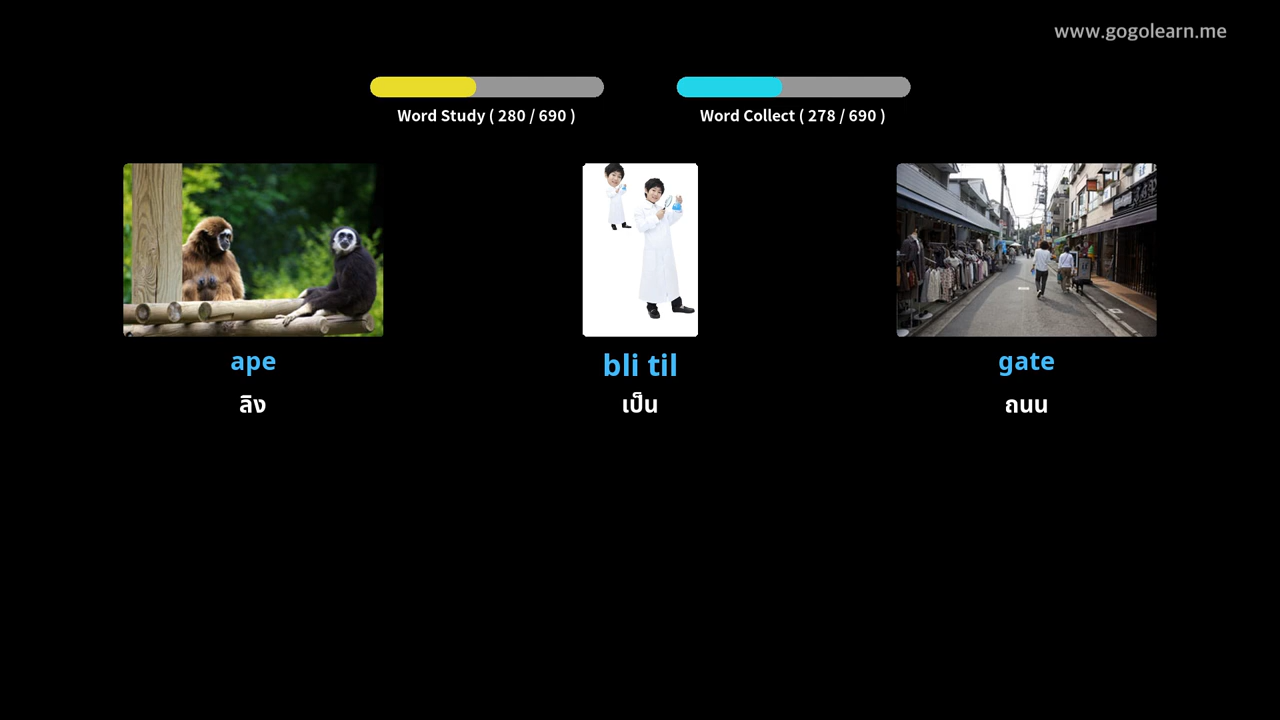 www.gogolearn.me
Word Study ( 280 / 690 )
Word Collect ( 278 / 690 )
ape
bli til
gate
ลิง
เป็น
ถนน